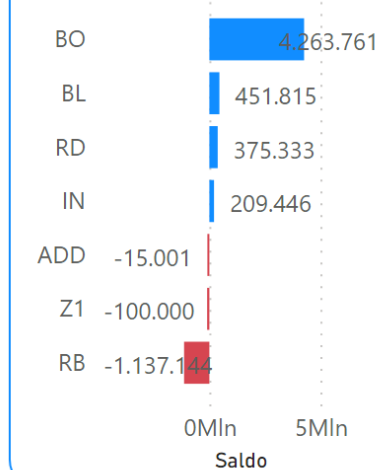 BO 4.263.761
BL 451.815
RD 375.333
IN 209.446
ADD -15.001
Z1 -100.000
RB -1.137.144
0Mln 5Mln
Saldo